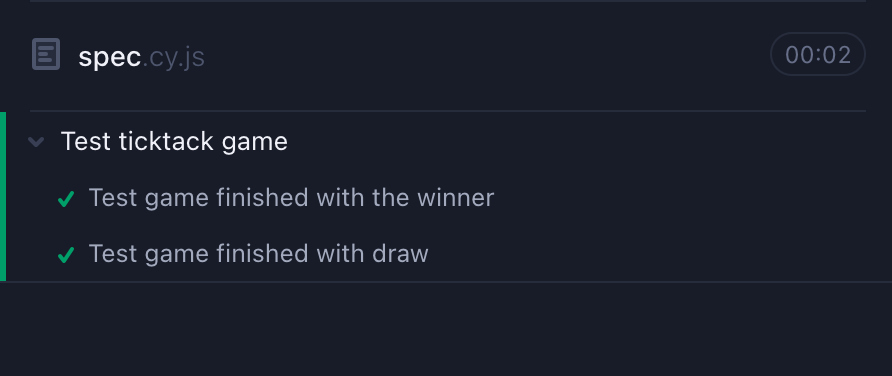 spec.cy.js 00:02
Test ticktack game
Test game finished with the winner
Test game finished with draw